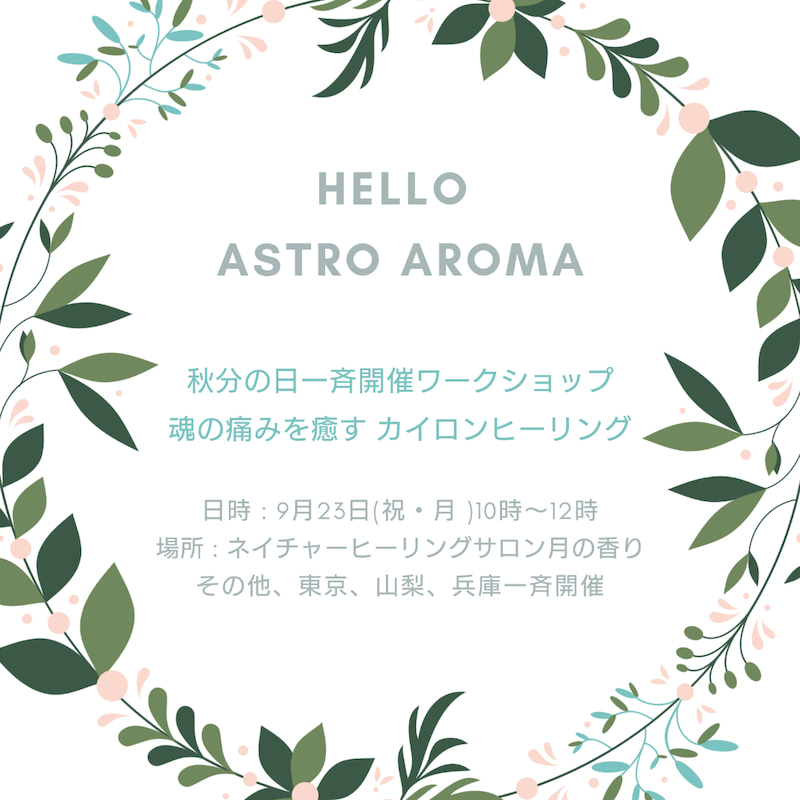 HELLO
ASTRO AROMA
秋分の日一斉開催ワークショップ
魂の痛みを癒す カイロンヒーリング
日時：9月23日(祝・月 )10時〜12時
場所：ネイチャーヒーリングサロン月の香り
その他、東京、山梨、兵庫一斉開催